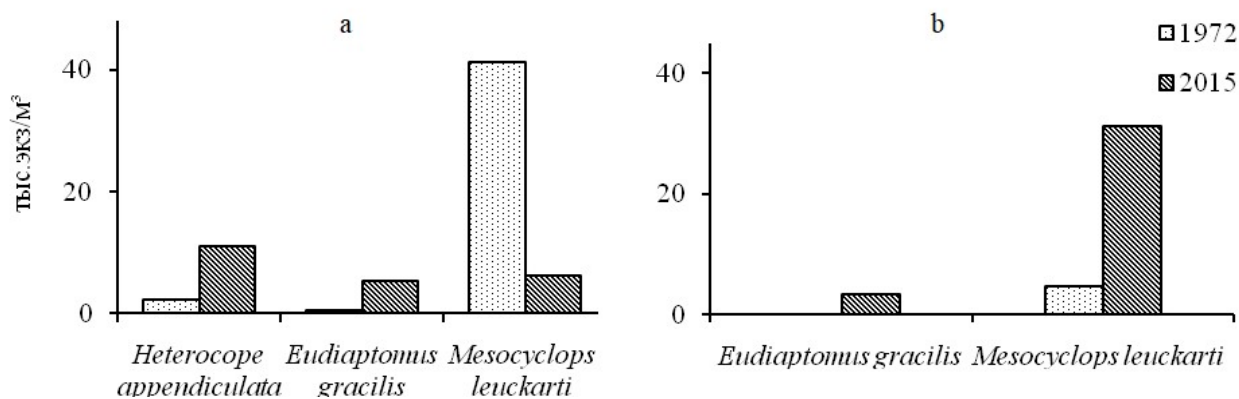 a
тыс.экз/м³
40
20
0
Heterocope appendiculata
Eudiaptomus gracilis
Mesocyclops leuckarti
b
1972
2015
40
20
0
Eudiaptomus gracilis
Mesocyclops leuckarti